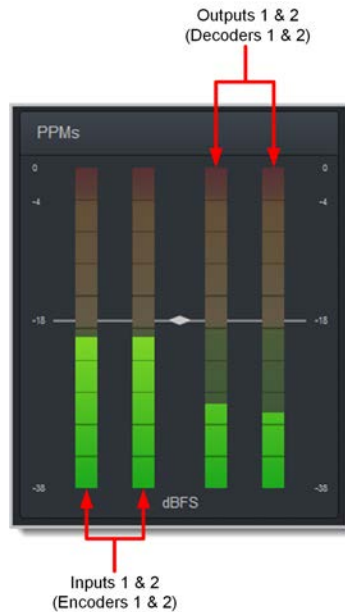 Outputs 1 & 2
(Decoders 1 & 2)
PPMs
0 0
-4 -4
-18 -18
-38 -38
dBFS
Inputs 1 & 2
(Encoders 1 & 2)